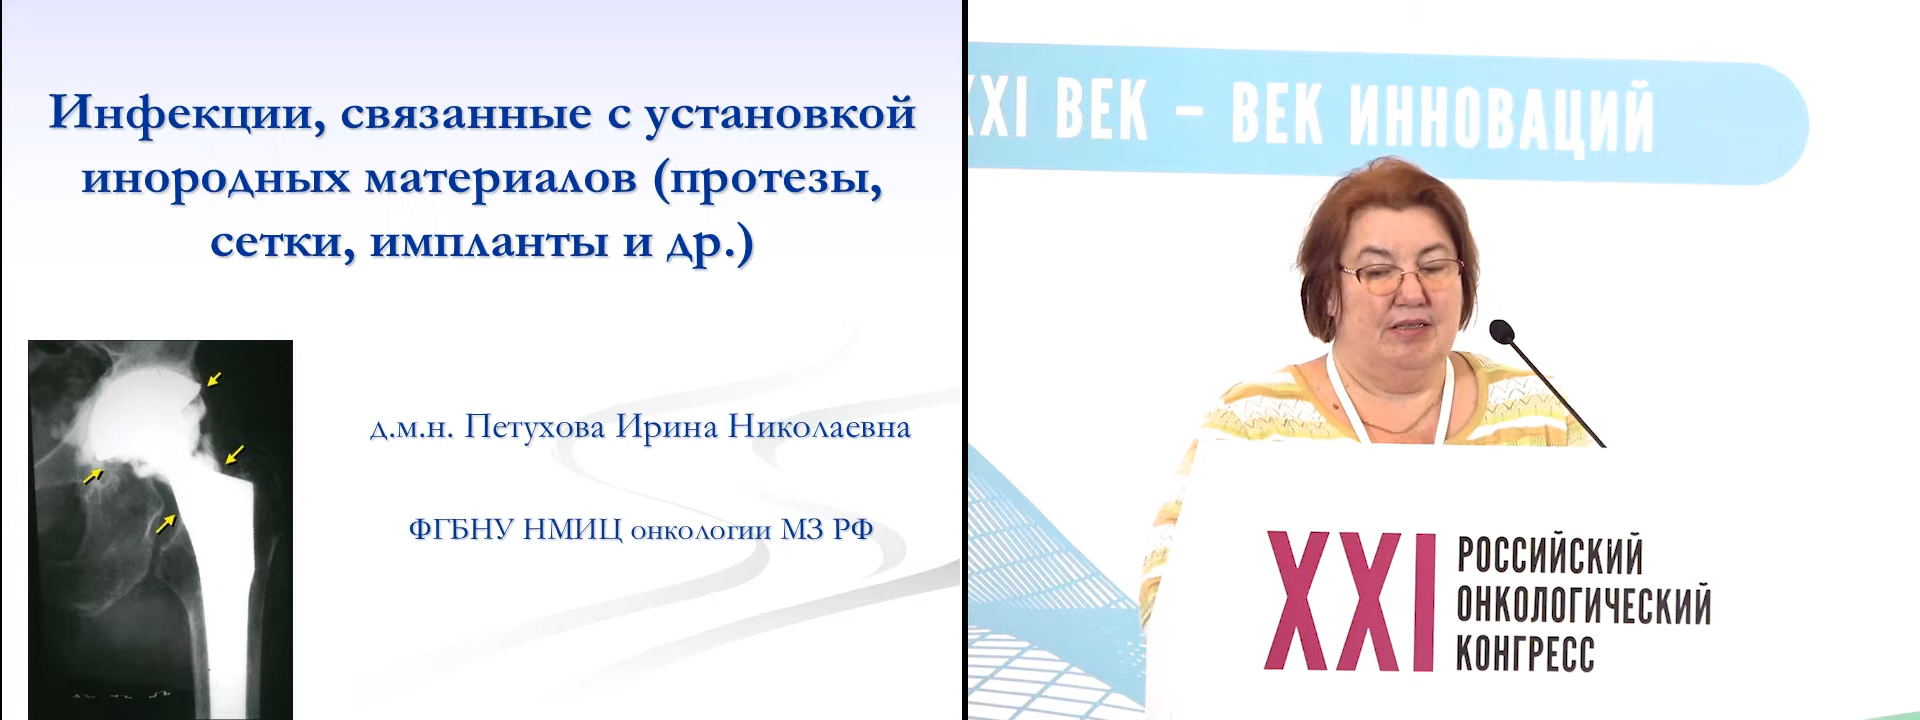 Инфекции, связанные с установкой
инородных материалов (протезы,
сетки, импланты и др.)
д.м.н. Петухова Ирина Николаевна
ФГБНУ НМИЦ онкологии МЗ РФ
XXI ВЕК – ВЕК ИННОВАЦИЙ
XXI
РОССИЙСКИЙ
ОНКОЛОГИЧЕСКИЙ
КОНГРЕСС